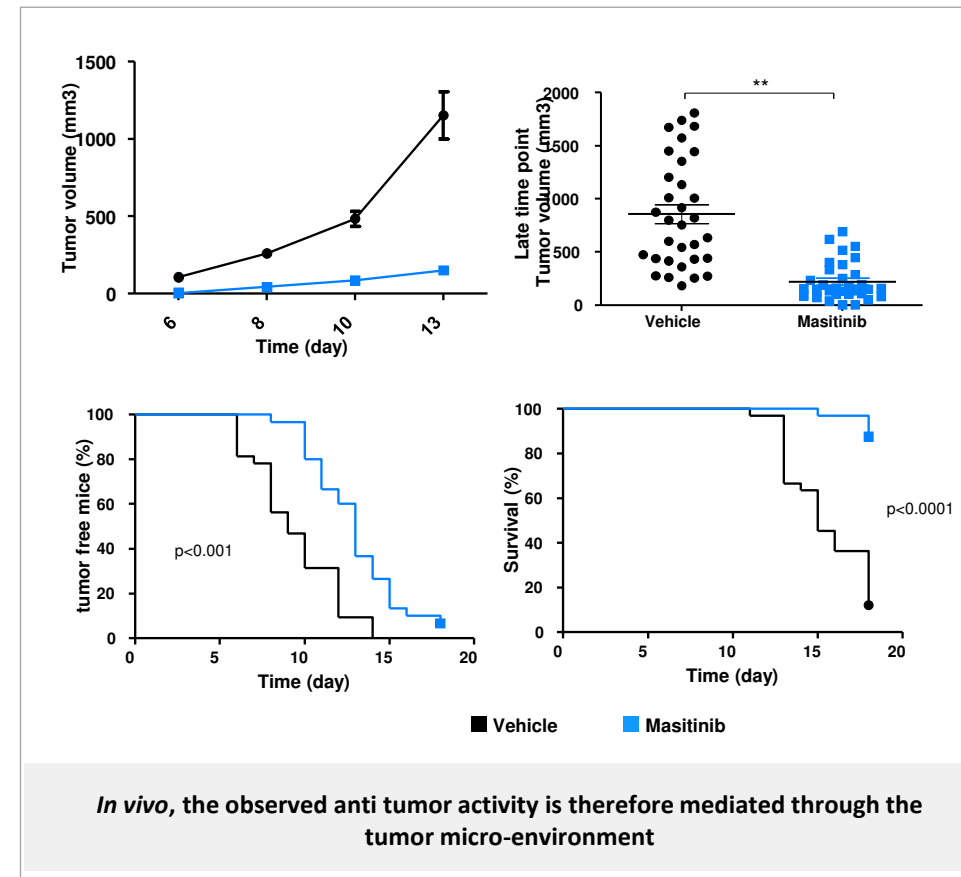 1500
1000
500
0
Tumor volume (mm3)
6
8
10
13
Time (day)
**
2000
1500
1000
500
0
Late time point
Tumor volume (mm3)
Vehicle
Masitinib
100
80
60
40
20
0
tumor free mice (%)
p<0.001
0
5
10
15
20
Time (day)
100
80
60
40
20
0
Survival (%)
p<0.0001
0
5
10
15
20
Time (day)
Vehicle
Masitinib
In vivo, the observed anti tumor activity is therefore mediated through the
tumor micro-environment